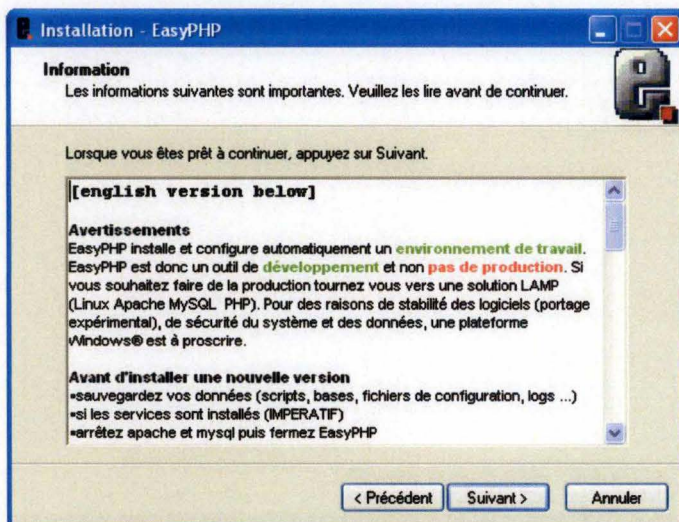 Installation - EasyPHP
Information
Les informations suivantes sont importantes. Veuillez les lire avant de continuer.
Lorsque vous êtes prêt à continuer, appuyez sur Suivant.
[english version below]
Avertissements
EasyPHP installe et configure automatiquement un environnement de travail.
EasyPHP est donc un outil de développement et non pas de production. Si
vous souhaitez faire de la production tournez vous vers une solution LAMP
(Linux Apache MySQL PHP). Pour des raisons de stabilité des logiciels (portage
expérimental), de sécurité du système et des données, une plateforme
Windows® est à proscrire.
Avant d'installer une nouvelle version
▪sauvegardez vos données (scripts, bases, fichiers de configuration, logs ...)
▪si les services sont installés (IMPERATIF)
▪arrêtez apache et mysql puis fermez EasyPHP
< Précédent Suivant > Annuler